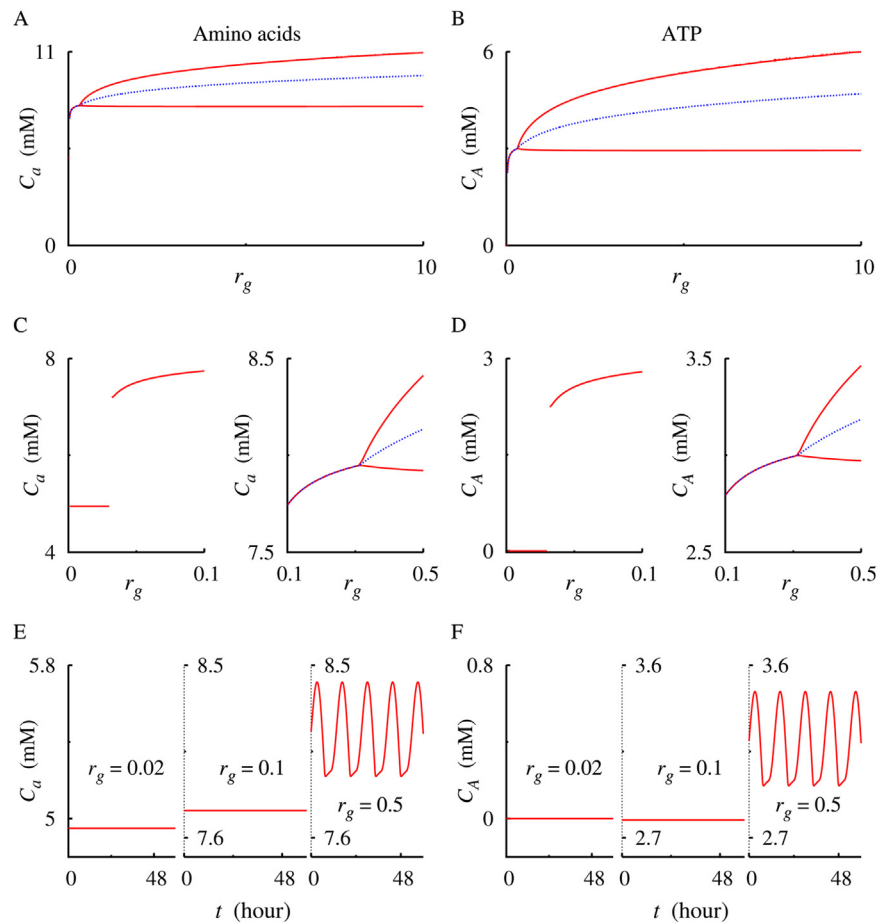 A
Amino acids
11
C_a (mM)
0
0
r_g
10
B
ATP
6
C_A (mM)
0
0
r_g
10
C
8
C_a (mM)
4
0
r_g
0.1
8.5
C_a (mM)
7.5
0.1
r_g
0.5
D
3
C_A (mM)
0
0
r_g
0.1
3.5
C_A (mM)
2.5
0.1
r_g
0.5
E
5.8
C_a (mM)
5
r_g = 0.02
8.5
r_g = 0.1
7.6
8.5
r_g = 0.5
7.6
0
48
0
48
0
48
t (hour)
F
0.8
C_A (mM)
0
r_g = 0.02
3.6
r_g = 0.1
2.7
3.6
r_g = 0.5
2.7
0
48
0
48
0
48
t (hour)